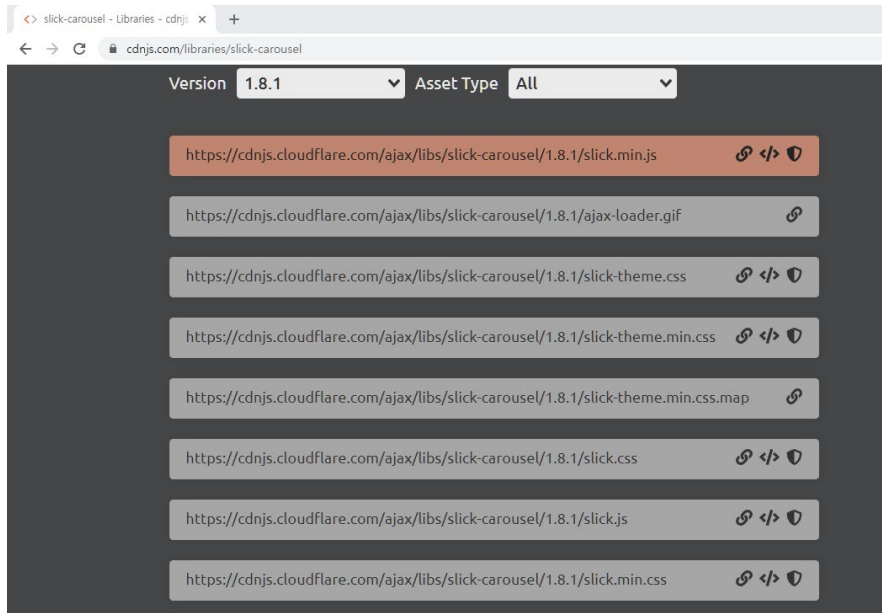 slick-carousel - Libraries - cdnjs
cdnjs.com/libraries/slick-carousel
Version 1.8.1 Asset Type All
https://cdnjs.cloudflare.com/ajax/libs/slick-carousel/1.8.1/slick.min.js
https://cdnjs.cloudflare.com/ajax/libs/slick-carousel/1.8.1/ajax-loader.gif
https://cdnjs.cloudflare.com/ajax/libs/slick-carousel/1.8.1/slick-theme.css
https://cdnjs.cloudflare.com/ajax/libs/slick-carousel/1.8.1/slick-theme.min.css
https://cdnjs.cloudflare.com/ajax/libs/slick-carousel/1.8.1/slick-theme.min.css.map
https://cdnjs.cloudflare.com/ajax/libs/slick-carousel/1.8.1/slick.css
https://cdnjs.cloudflare.com/ajax/libs/slick-carousel/1.8.1/slick.js
https://cdnjs.cloudflare.com/ajax/libs/slick-carousel/1.8.1/slick.min.css